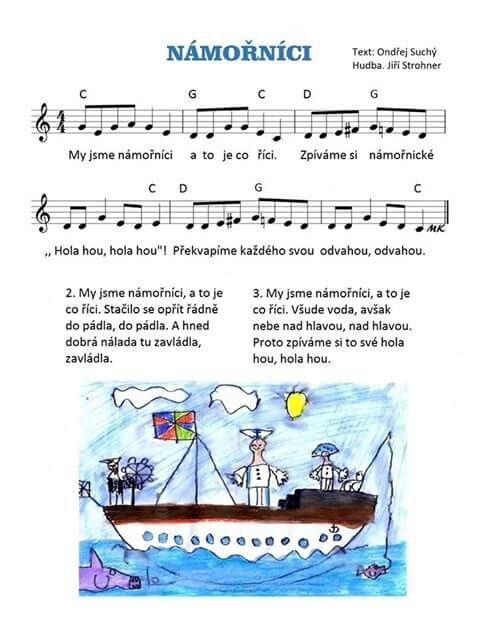 NÁMOŘNÍCI
Text: Ondřej Suchý
Hudba. Jiří Strohner
C G C D G
4
4
My jsme námořníci a to je co říci. Zpíváme si námořnické
C D G C
MK
,, Hola hou, hola hou"! Překvapíme každého svou odvahou, odvahou.
2. My jsme námořníci, a to je
co říci. Stačilo se opřít řádně
do pádla, do pádla. A hned
dobrá nálada tu zavládla,
zavládla.
3. My jsme námořníci, a to je
co říci. Všude voda, avšak
nebe nad hlavou, nad hlavou.
Proto zpíváme si to své hola
hou, hola hou.